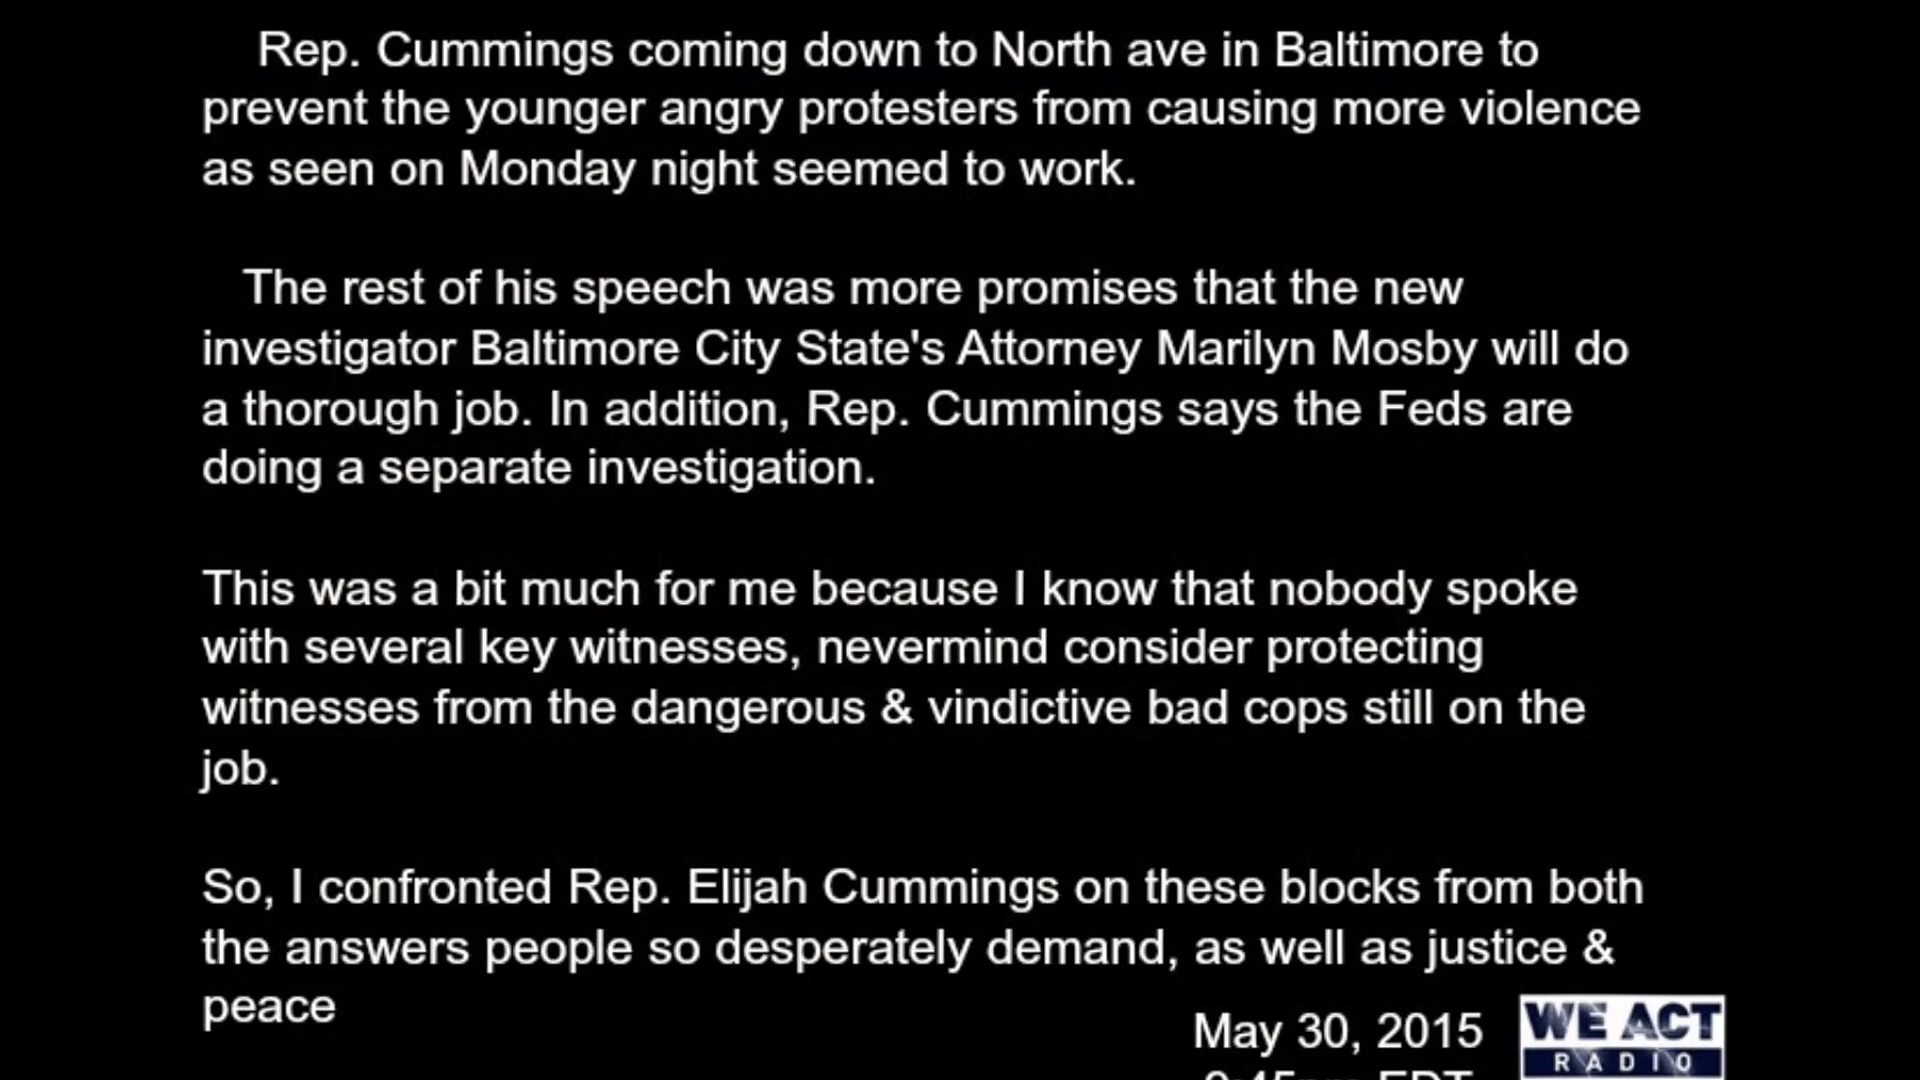 Rep. Cummings coming down to North ave in Baltimore to
prevent the younger angry protesters from causing more violence
as seen on Monday night seemed to work.
The rest of his speech was more promises that the new
investigator Baltimore City State's Attorney Marilyn Mosby will do
a thorough job. In addition, Rep. Cummings says the Feds are
doing a separate investigation.
This was a bit much for me because I know that nobody spoke
with several key witnesses, nevermind consider protecting
witnesses from the dangerous & vindictive bad cops still on the
job.
So, I confronted Rep. Elijah Cummings on these blocks from both
the answers people so desperately demand, as well as justice &
peace
May 30, 2015
EDT
WE ACT
RADIO